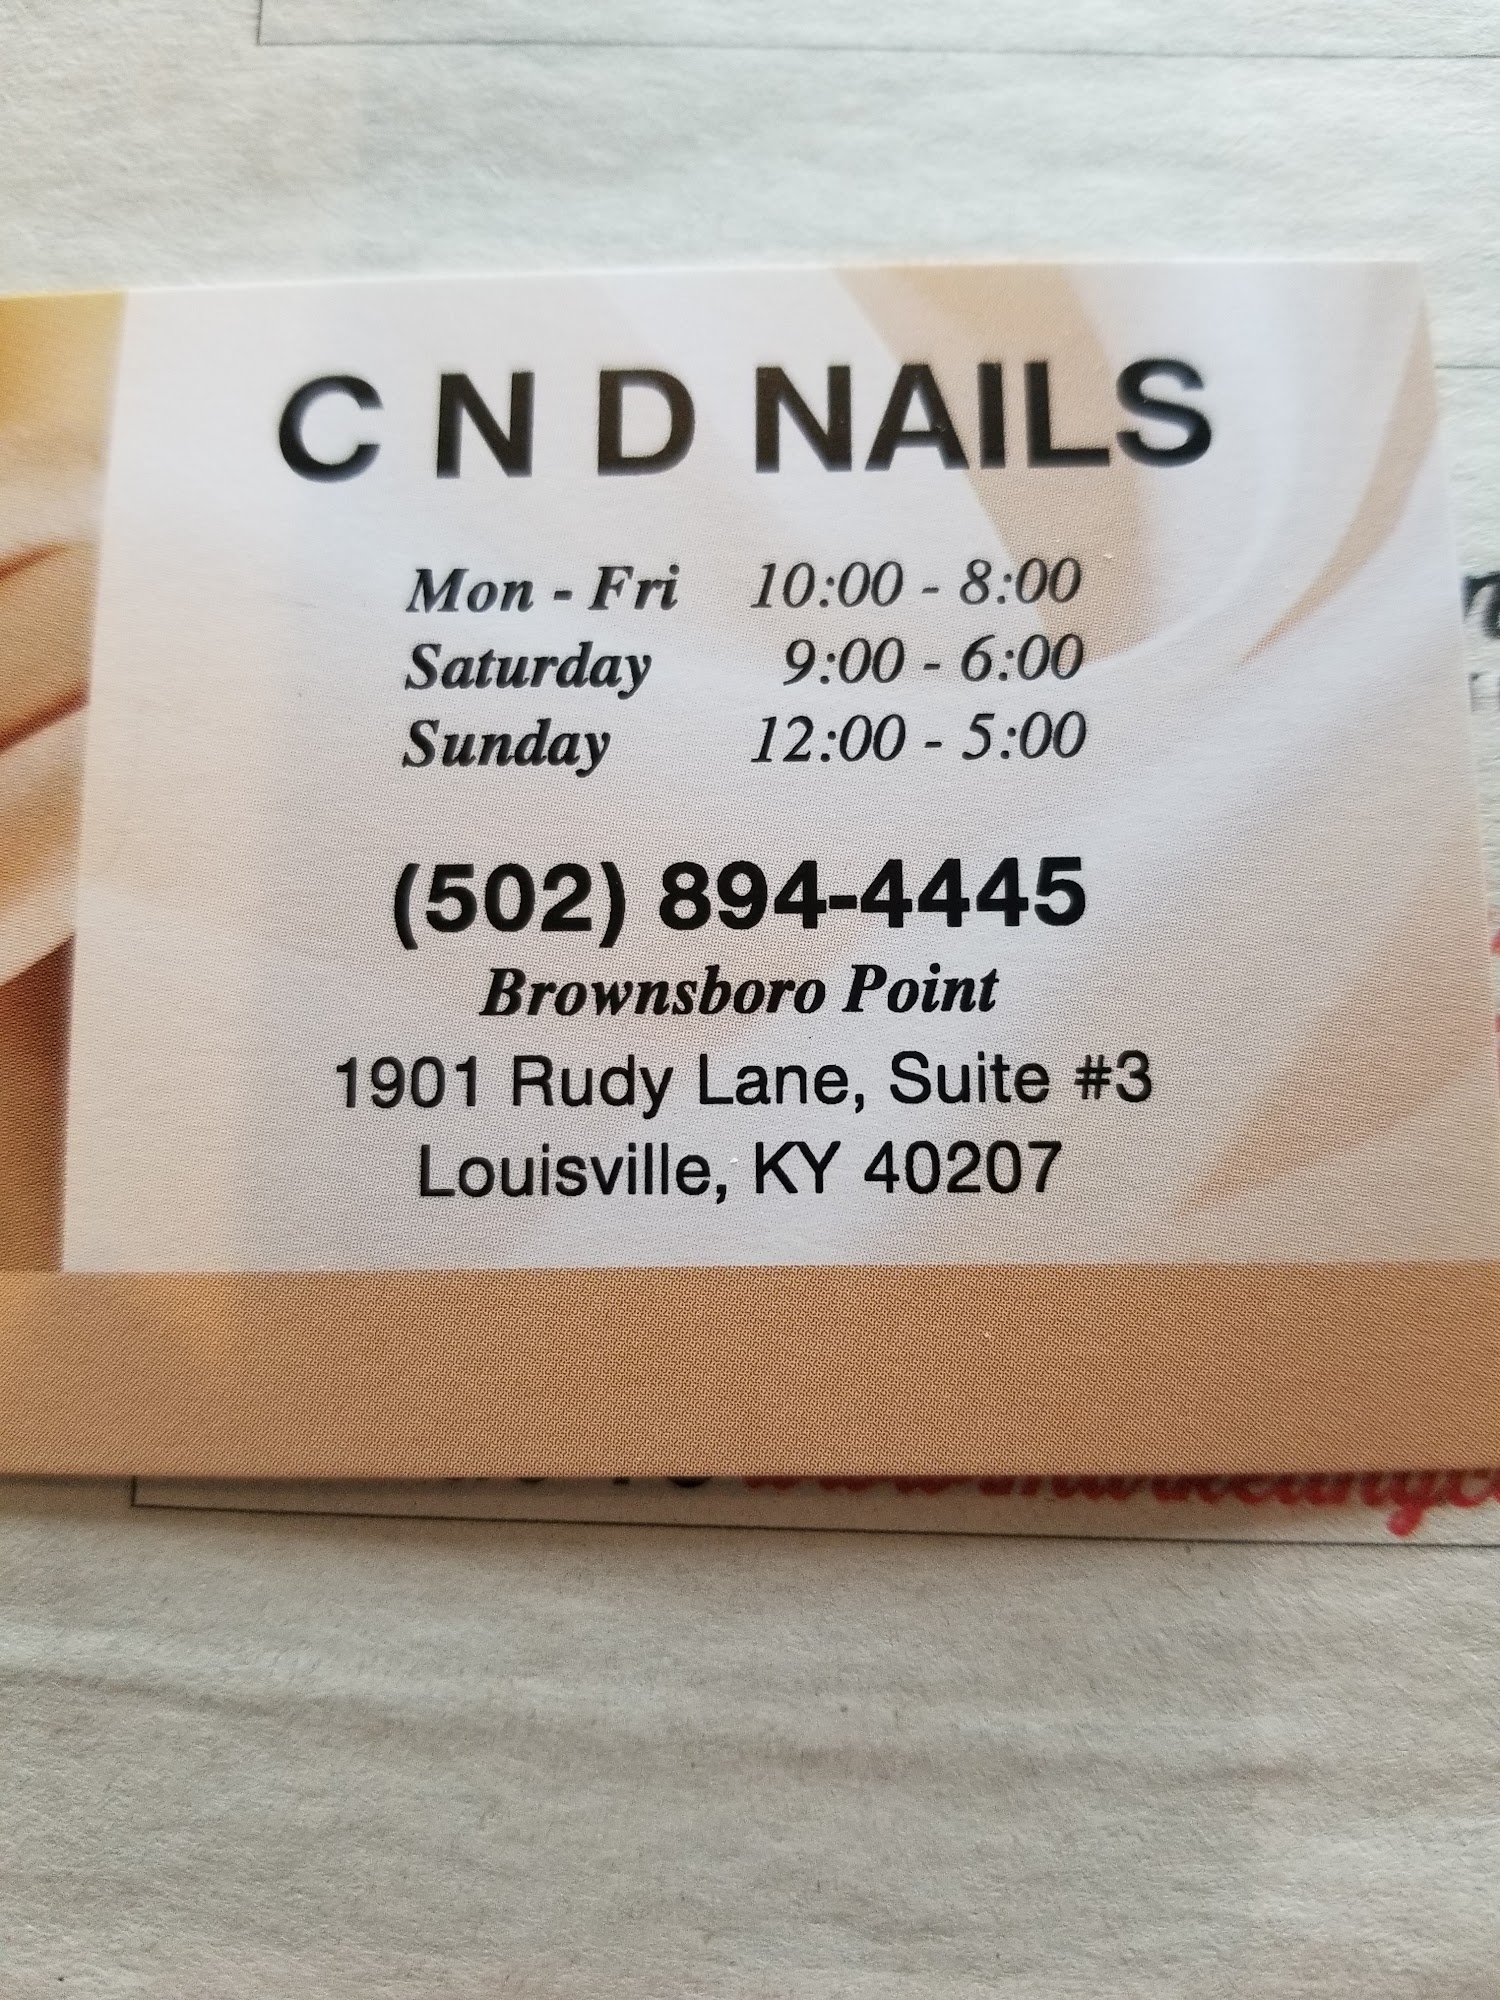 C N D NAILS
Mon - Fri 10:00 - 8:00
Saturday 9:00 - 6:00
Sunday 12:00 - 5:00
(502) 894-4445
Brownsboro Point
1901 Rudy Lane, Suite #3
Louisville, KY 40207